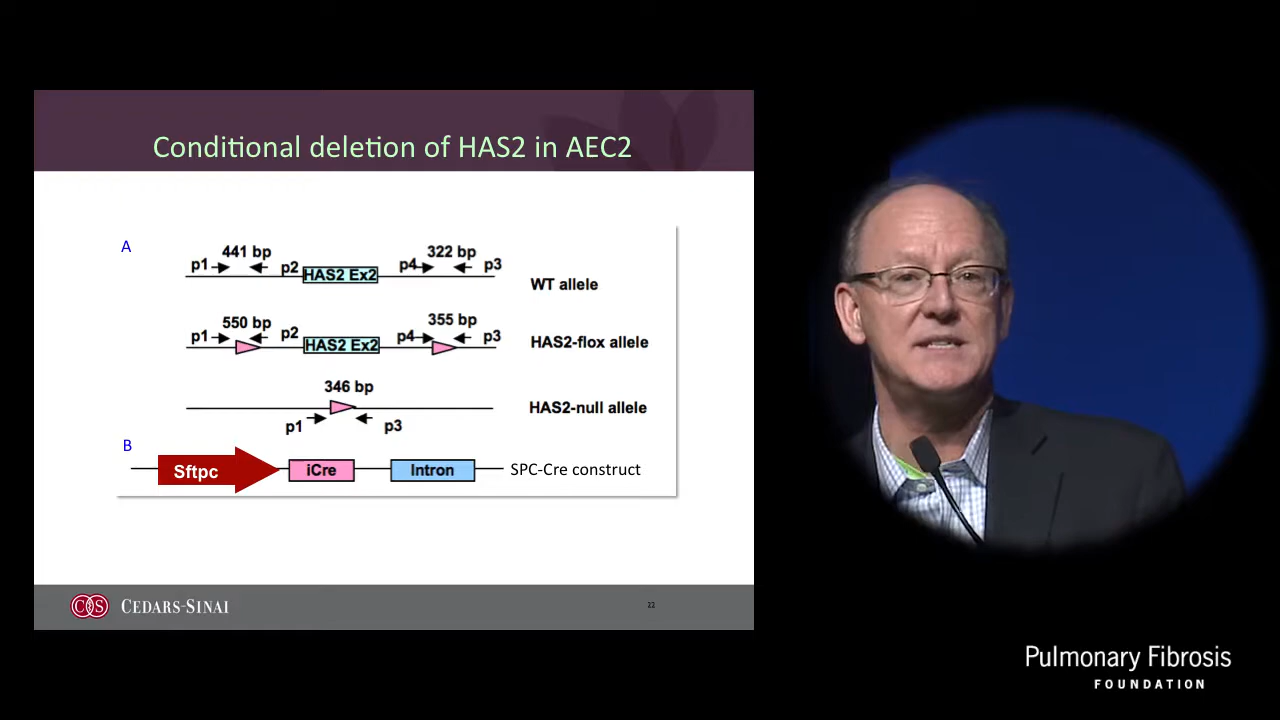 Conditional deletion of HAS2 in AEC2
A
441 bp
322 bp
p1
p2
HAS2 Ex2
p4
p3
WT allele
550 bp
355 bp
p1
p2
HAS2 Ex2
p4
p3
HAS2-flox allele
346 bp
HAS2-null allele
p1
p3
B
Sftpc
iCre
Intron
SPC-Cre construct
CS
CEDARS-SINAI
22
Pulmonary Fibrosis
FOUNDATION